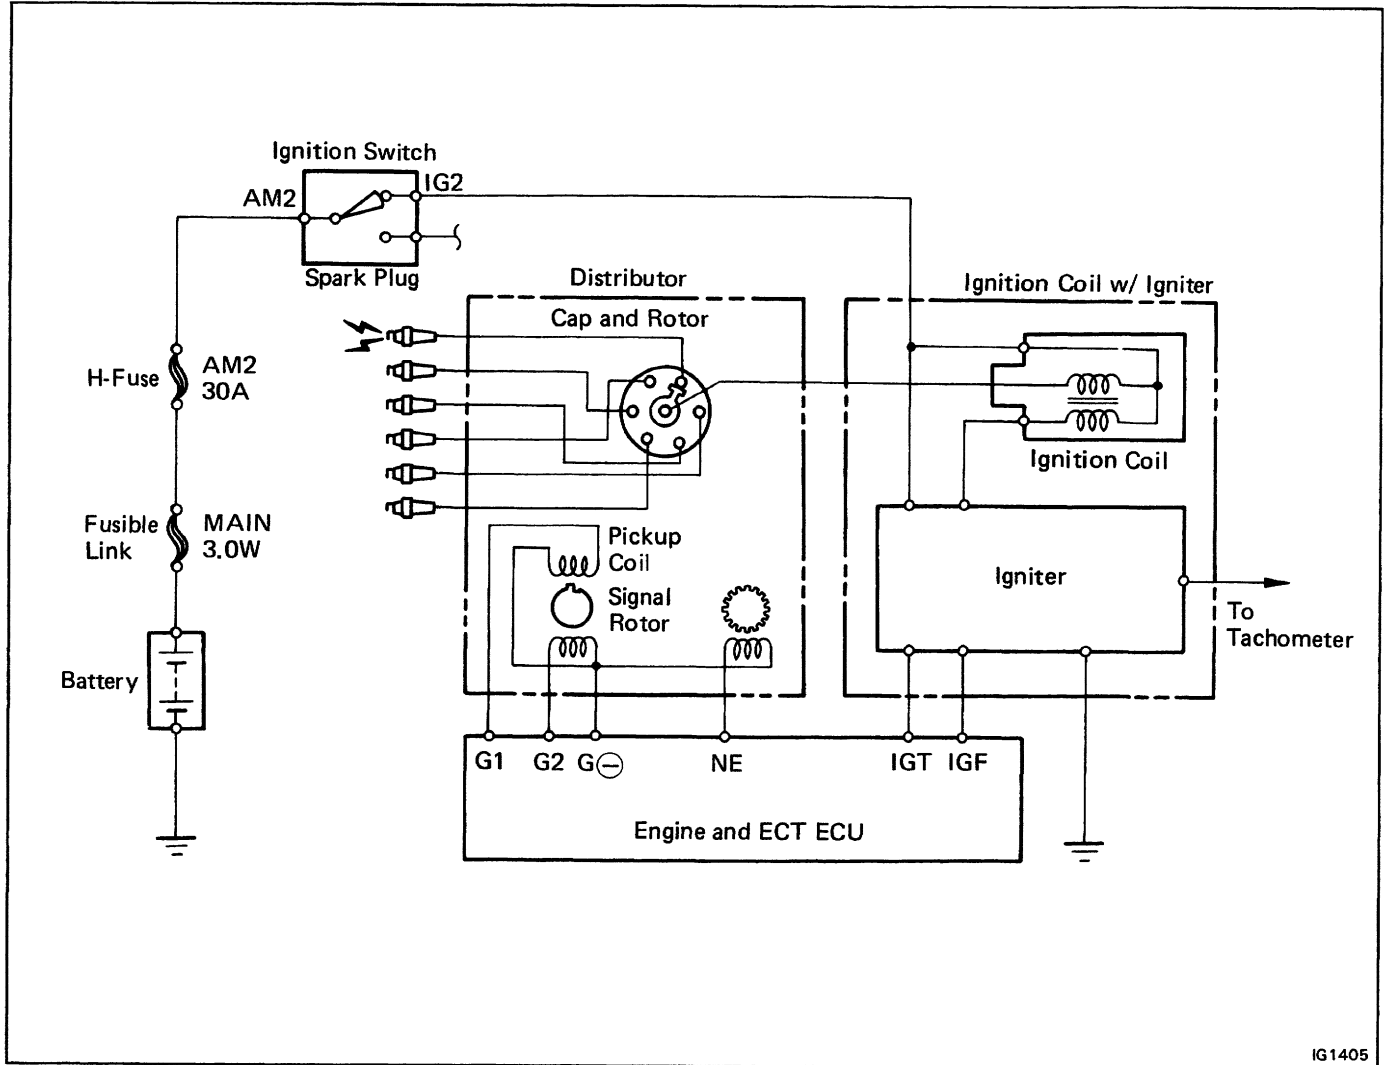 Ignition Switch
AM2
IG2
Spark Plug
Distributor
Ignition Coil w/ Igniter
Cap and Rotor
H-Fuse
AM2
30A
Ignition Coil
Fusible
Link
MAIN
3.0W
Pickup
Coil
Signal
Rotor
Igniter
To
Tachometer
Battery
G1
G2
G⊖
NE
IGT
IGF
Engine and ECT ECU
IG1405